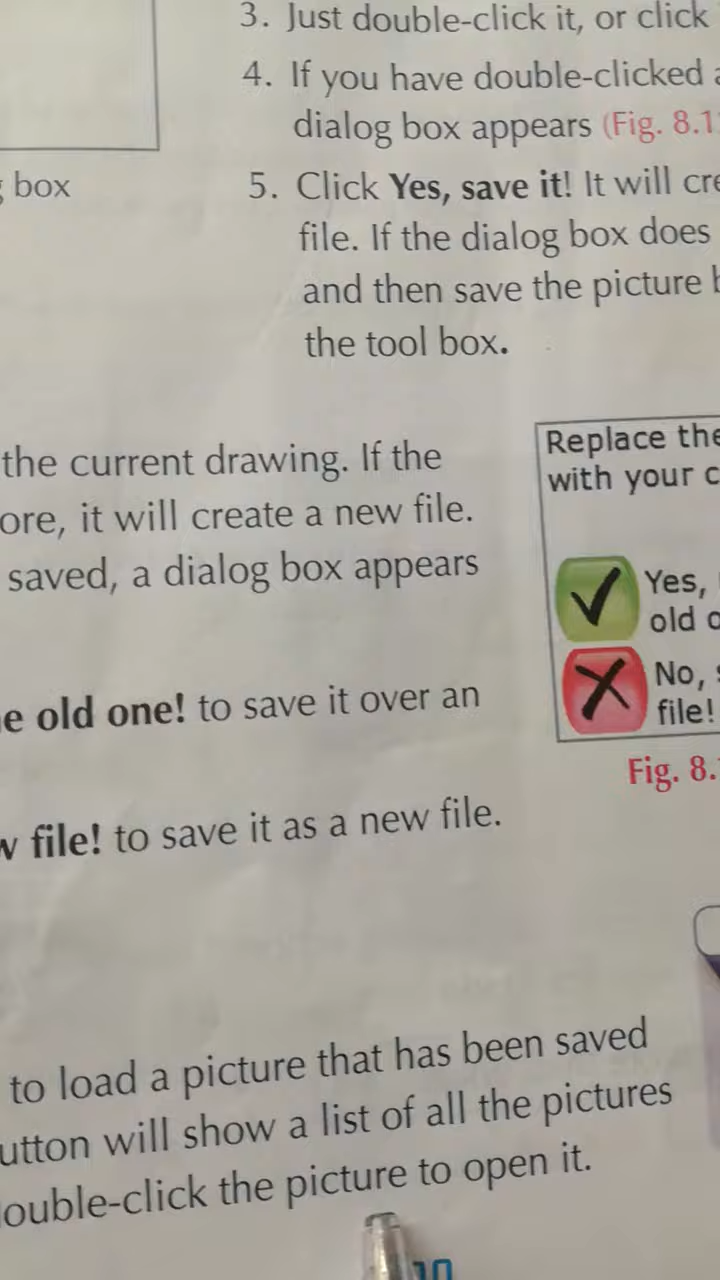 3. Just double-click it, or click
4. If you have double-clicked
dialog box appears (Fig. 8.1
box
5. Click Yes, save it! It will
file. If the dialog box does
and then save the picture
the tool box.
the current drawing. If the
ore, it will create a new file.
saved, a dialog box appears
e old one! to save it over an
w file! to save it as a new file.
Replace the
with your c
Yes,
old o
No, s
file!
Fig. 8.
to load a picture that has been saved
utton will show a list of all the pictures
ouble-click the picture to open it.